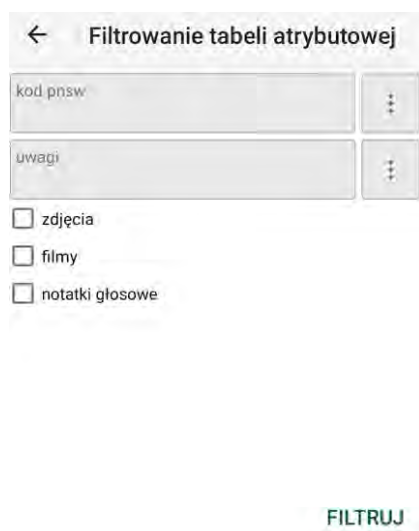 Filtrowanie tabeli atrybutowej
kod pnsw
uwagi
zdjęcia
filmy
notatki głosowe
FILTRUJ